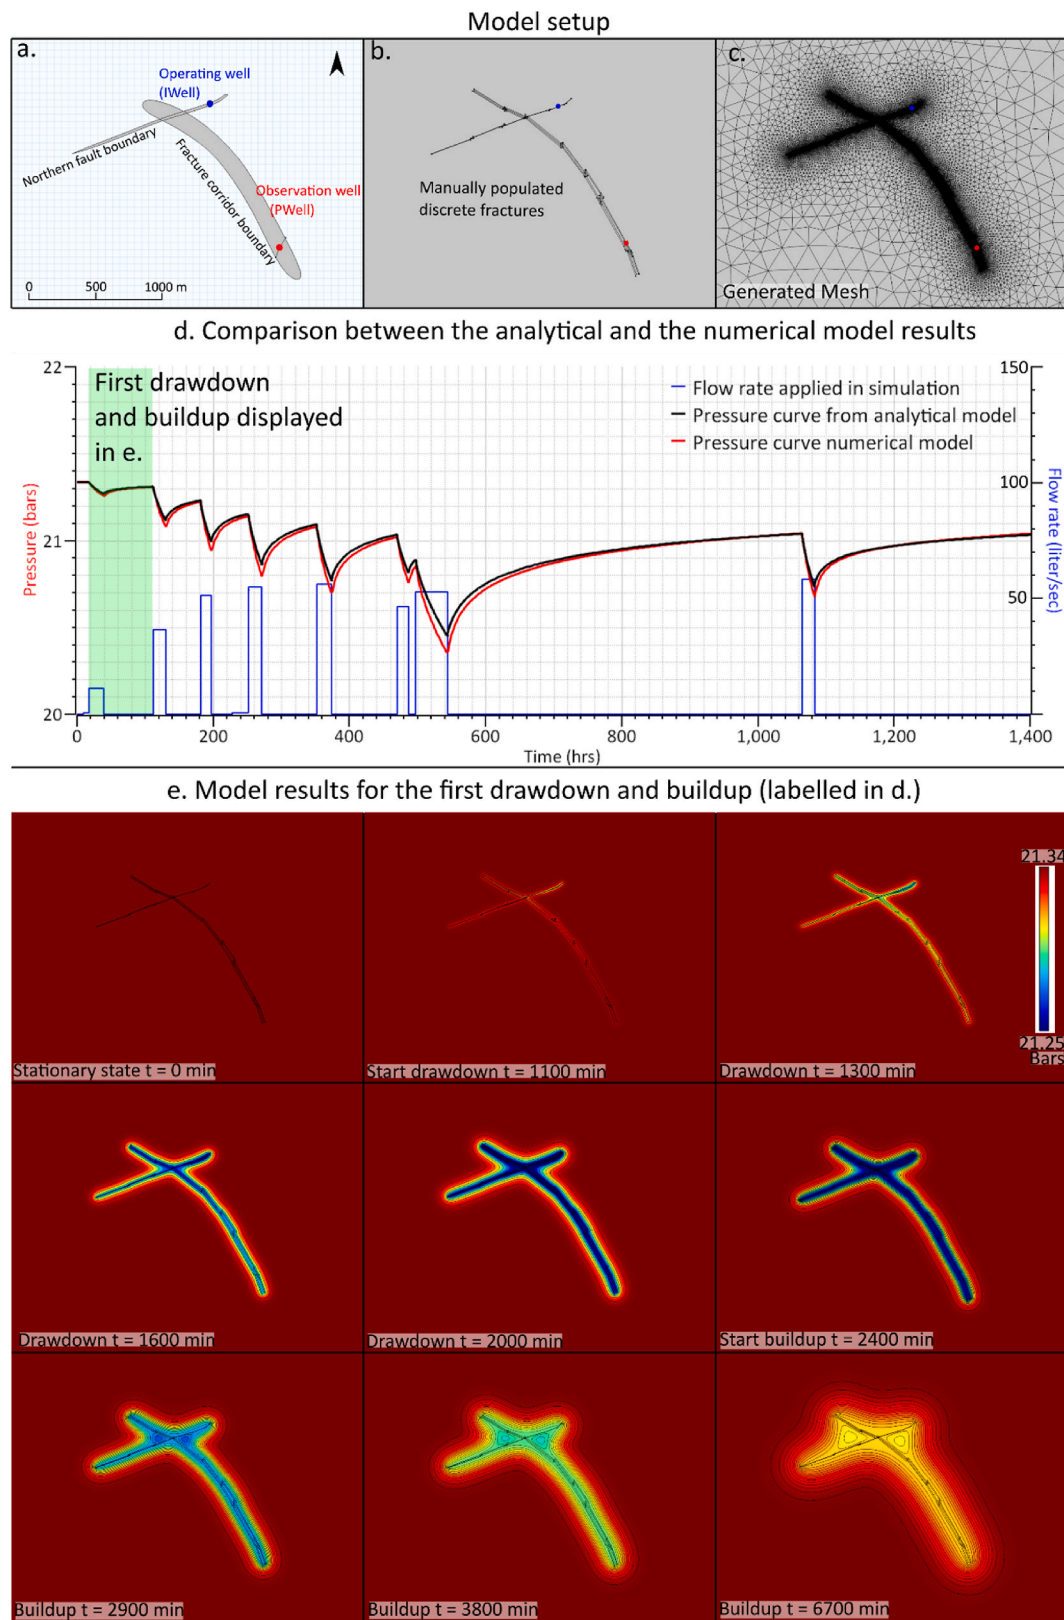 Model setup
a.
Operating well
(IWell)
Northern fault boundary
Fracture corridor boundary
Observation well
(PWell)
0 500 1000 m
b.
Manually populated
discrete fractures
c.
Generated Mesh
d. Comparison between the analytical and the numerical model results
22
21
20
Pressure (bars)
First drawdown
and buildup displayed
in e.
Flow rate applied in simulation
Pressure curve from analytical model
Pressure curve numerical model
150
100
50
Flow rate (liter/sec)
0 200 400 600 800 1,000 1,200 1,400
Time (hrs)
e. Model results for the first drawdown and buildup (labelled in d.)
21.34
21.25
Bars
Stationary state t = 0 min
Start drawdown t = 1100 min
Drawdown t = 1300 min
Drawdown t = 1600 min
Drawdown t = 2000 min
Start buildup t = 2400 min
Buildup t = 2900 min
Buildup t = 3800 min
Buildup t = 6700 min